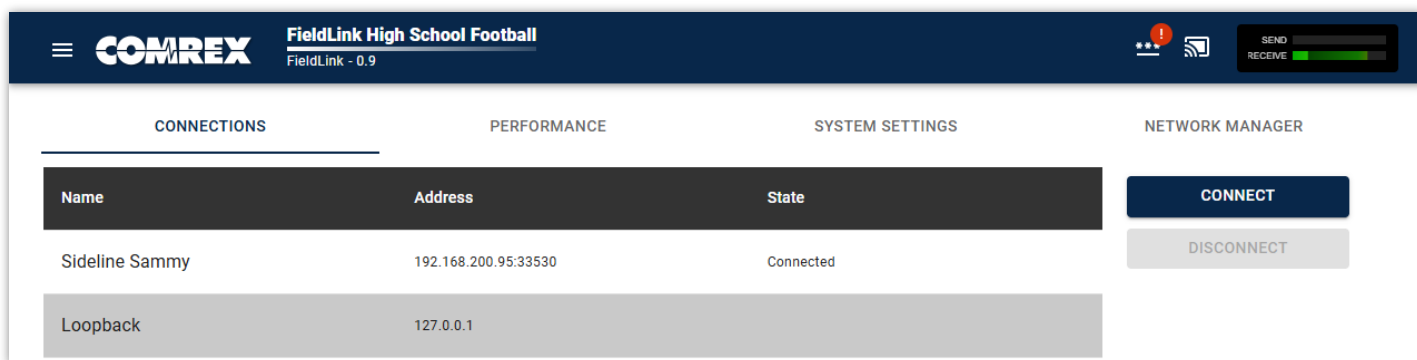 COMREX
FieldLink High School Football
FieldLink - 0.9
***
!
SEND
RECEIVE
CONNECTIONS PERFORMANCE SYSTEM SETTINGS NETWORK MANAGER
Name Address State
CONNECT
Sideline Sammy 192.168.200.95:33530 Connected
DISCONNECT
Loopback 127.0.0.1